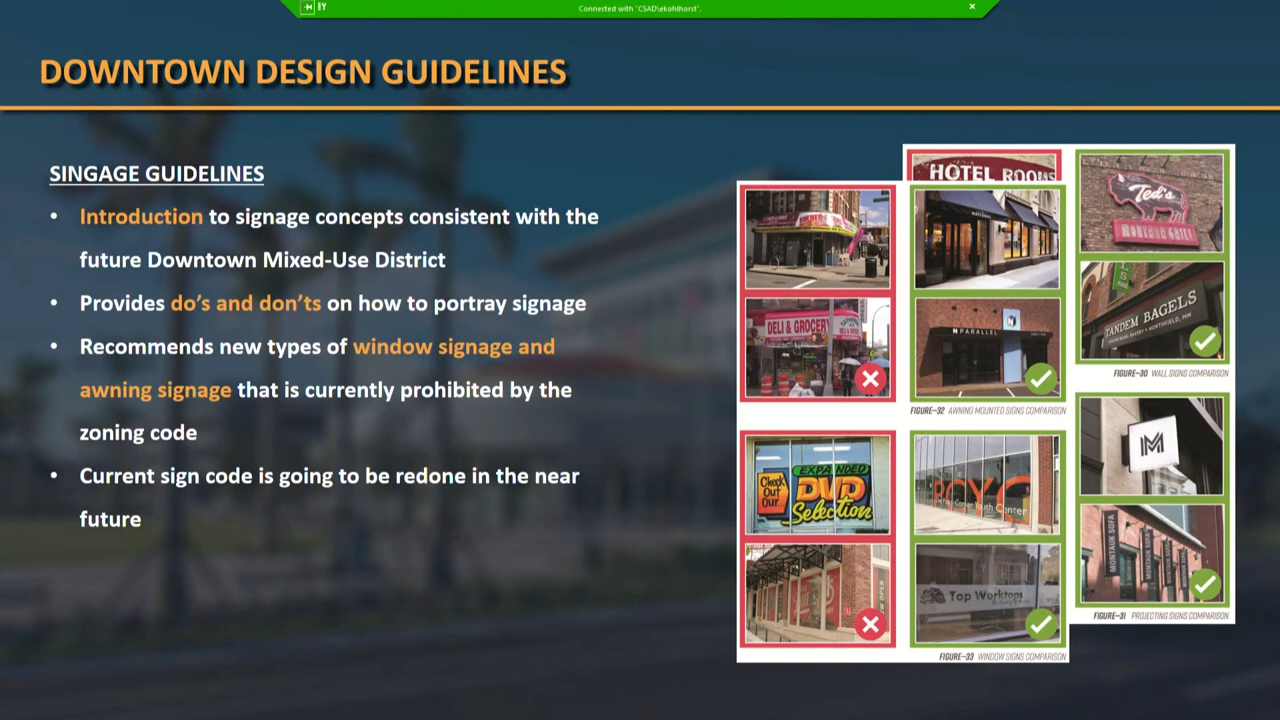 Connected with "CSAD\ekohlhorst".
DOWNTOWN DESIGN GUIDELINES
SINGAGE GUIDELINES
• Introduction to signage concepts consistent with the
future Downtown Mixed-Use District
• Provides do's and don'ts on how to portray signage
• Recommends new types of window signage and
awning signage that is currently prohibited by the
zoning code
• Current sign code is going to be redone in the near
future
HOTEL ROOMS
Ted's
MONTANA GRILL
TANDEM BAGELS
FIGURE-30 WALL SIGNS COMPARISON
DELI & GROCERY
PARALLEL
FIGURE-32 AWNING MOUNTED SIGNS COMPARISON
M
MONTAUK SOFA
MONTAUK SOFA
FIGURE-31 PROJECTING SIGNS COMPARISON
Check
Out
Our...
EXPANDED
DVD
Selection
Youth Center
Top Worktops
FIGURE-33 WINDOW SIGNS COMPARISON